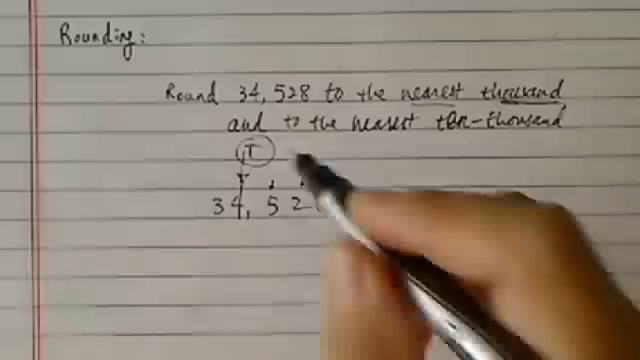 Rounding:
Round 34,528 to the nearest thousand
and to the nearest ten-thousand
T
34,52